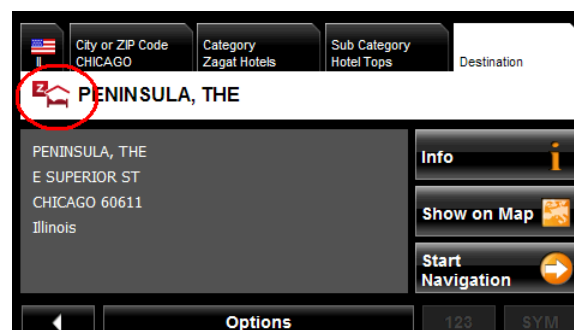 IL
City or ZIP Code
CHICAGO
Category
Zagat Hotels
Sub Category
Hotel Tops
Destination
Z
PENINSULA, THE
PENINSULA, THE
E SUPERIOR ST
CHICAGO 60611
Illinois
Info
i
Show on Map
Start
Navigation
Options
123
SYM